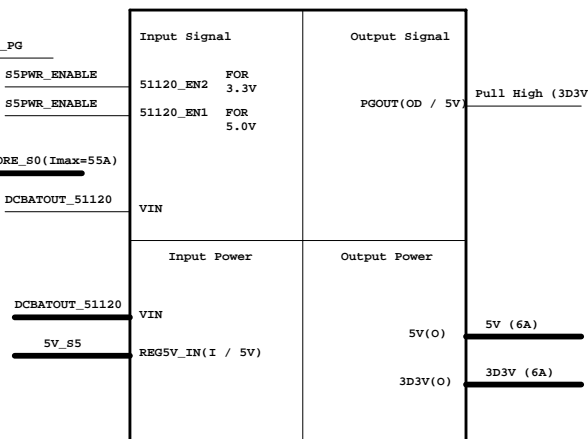 Input Signal
Output Signal
_PG
S5PWR_ENABLE
51120_EN2 FOR
3.3V
S5PWR_ENABLE
51120_EN1 FOR
5.0V
PGOUT(OD / 5V)
Pull High (3D3V
ORE_S0(Imax=55A)
DCBATOUT_51120
VIN
Input Power
Output Power
DCBATOUT_51120
VIN
5V_S5
REG5V_IN(I / 5V)
5V(O)
5V (6A)
3D3V(O)
3D3V (6A)